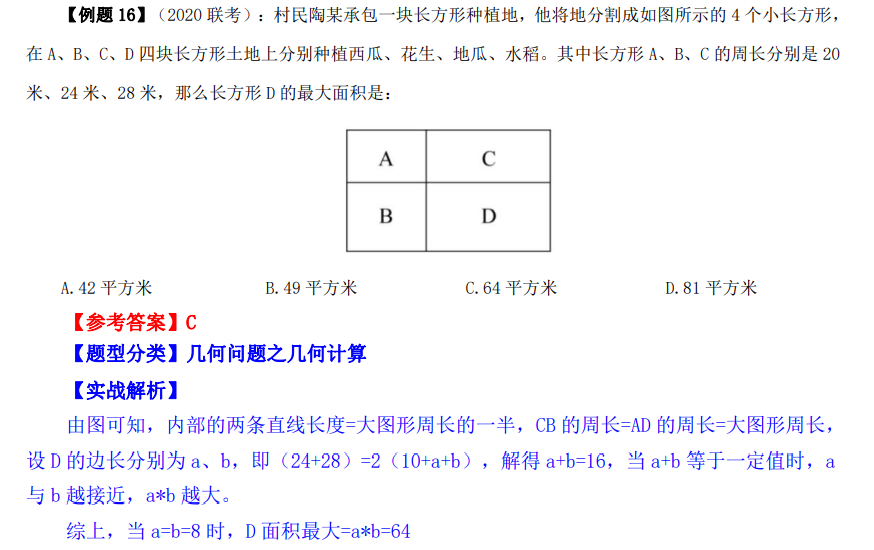 【例题 16】（2020 联考）：村民陶某承包一块长方形种植地，他将地分割成如图所示的 4 个小长方形，
在 A、B、C、D 四块长方形土地上分别种植西瓜、花生、地瓜、水稻。其中长方形 A、B、C 的周长分别是 20
米、24 米、28 米，那么长方形 D 的最大面积是：
A C
B D
A.42 平方米 B.49 平方米 C.64 平方米 D.81 平方米
【参考答案】C
【题型分类】几何问题之几何计算
【实战解析】
由图可知，内部的两条直线长度=大图形周长的一半，CB 的周长=AD 的周长=大图形周长，
设 D 的边长分别为 a、b，即（24+28）=2（10+a+b），解得 a+b=16，当 a+b 等于一定值时，a
与 b 越接近，a*b 越大。
综上，当 a=b=8 时，D 面积最大=a*b=64